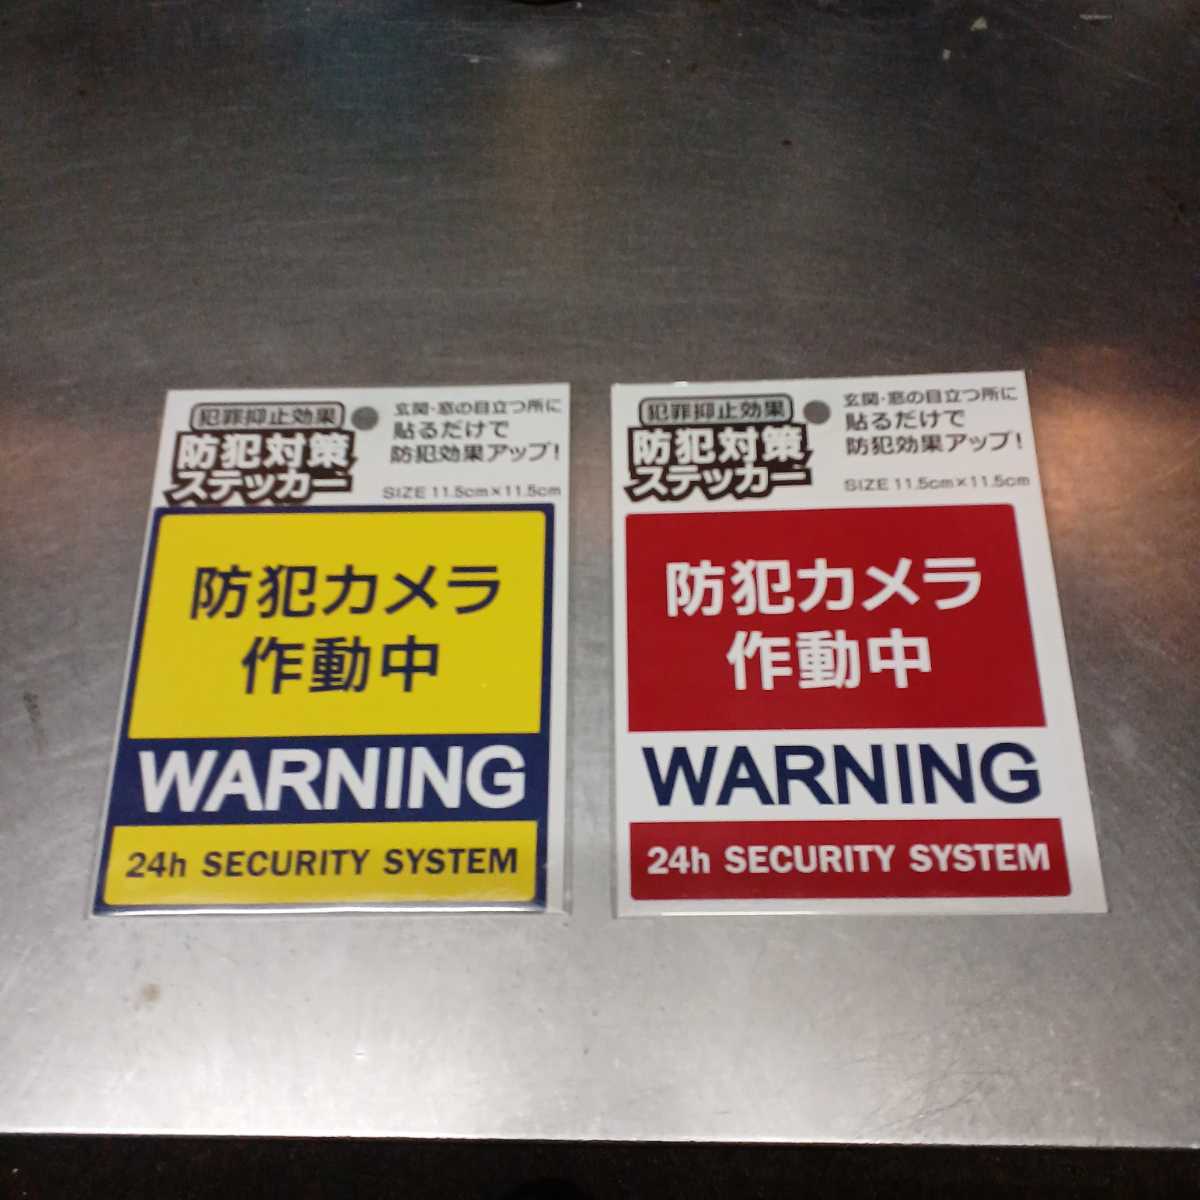 犯罪抑止効果
防犯対策
ステッカー
玄関・窓の目立つ所に
貼るだけで
防犯効果アップ!
SIZE 11.5cm×11.5cm
防犯カメラ
作動中
WARNING
24h SECURITY SYSTEM
犯罪抑止効果
防犯対策
ステッカー
玄関・窓の目立つ所に
貼るだけで
防犯効果アップ!
SIZE 11.5cm×11.5cm
防犯カメラ
作動中
WARNING
24h SECURITY SYSTEM